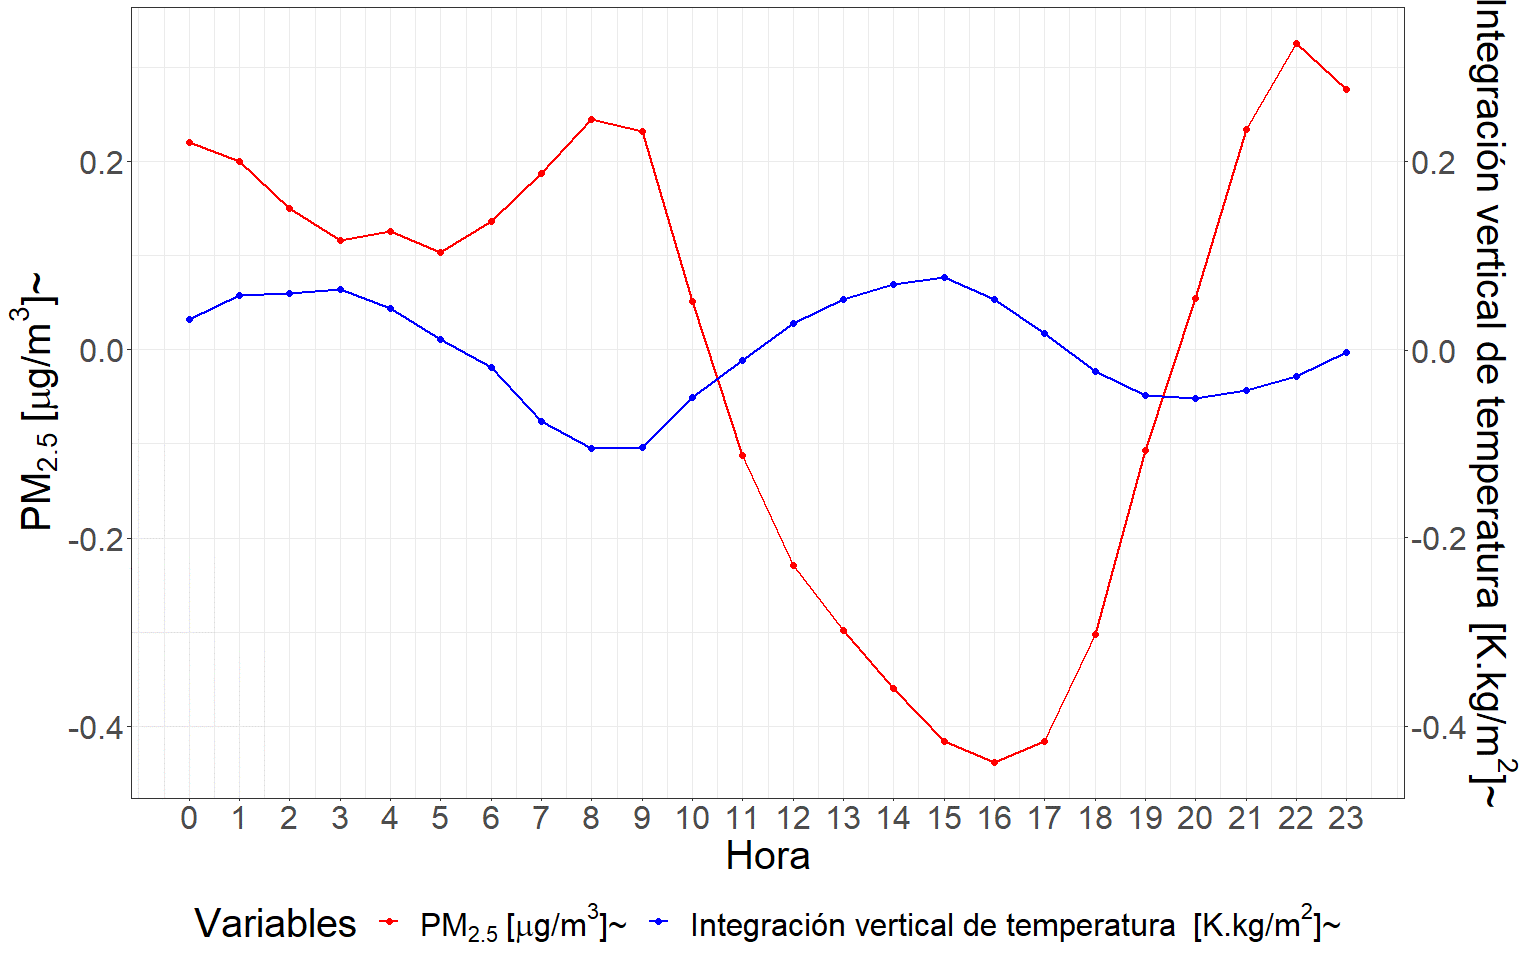 PM2.5 [μg/m3]~
0.2
0.0
-0.2
-0.4
0.2
0.0
-0.2
-0.4
Integración vertical de temperatura [K.kg/m2]~
0 1 2 3 4 5 6 7 8 9 10 11 12 13 14 15 16 17 18 19 20 21 22 23
Hora
Variables PM2.5 [μg/m3]~ Integración vertical de temperatura [K.kg/m2]~